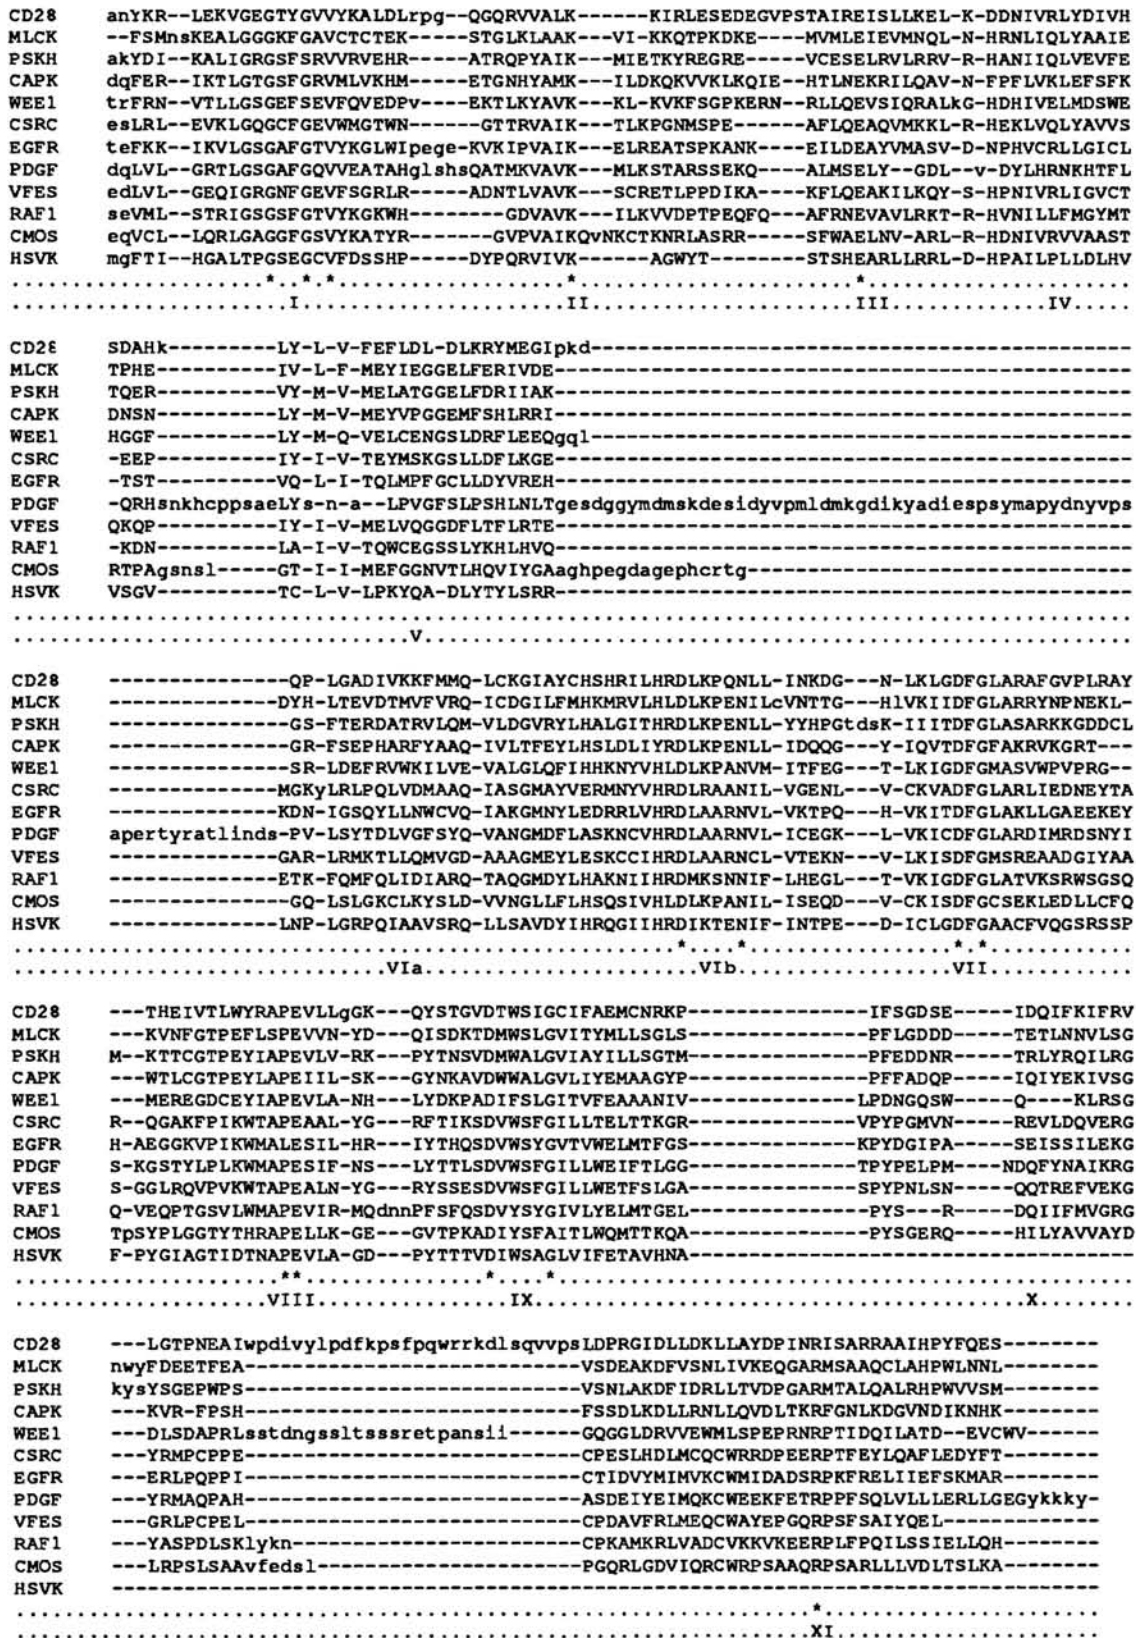 CD28 anYKR--LEKVGEGTYGVVYKALDLrpg--QGQRVVALK----KIRLESEDEGVPSTAIREISLLKEL-K-DDNIVRLYDIVH
MLCK --FSMnsKEALGGGKFGAVCTCTEK-----STGLKLAAK---VI-KKQTPKDKE----MVMLEIEVMNQL-N-HRNLIQLYAAIE
PSKH akYDI--KALIGRGSFSRVVRVEHR-----ATRQPYAIK---MIETKYREGRE-----VCESELRVLRRV-R-HANIIQLVEVFE
CAPK dqFER--IKTLGTGSFGRVMLVKHM-----ETGNHYAMK---ILDKQKVVKLKQIE--HTLNEKRILQAV-N-FPFLVKLEFSFK
WEE1 trFRN--VTLLGSGEFSEVFQVEDPv----EKTLKYAVK---KL-KVKFSGPKERN--RLLQEVSIQRALkG-HDHIVELMDSWE
CSRC esLRL--EVKLGQGCFGEVWMGTWN------GTTRVAIK---TLKPGNMSPE-----AFLQEAQVMKKL-R-HEKLVQLYAVVS
EGFR teFKK--IKVLGSGAFGTVYKGLWIpege-KVKIPVAIK---ELREATSPKANK----EILDEAYVMASV-D-NPHVCRLLGICL
PDGF dqLVL--GRTLGSGAFGQVVEATAHglshsQATMKVAVK---MLKSTARSSEKQ----ALMSELY--GDL--v-DYLHRNKHTFL
VFES edLVL--GEQIGRGNFGEVFSGRLR-----ADNTLVAVK---SCRETLPPDIKA----KFLQEAKILKQY-S-HPNIVRLIGVCT
RAF1 seVML--STRIGSGSFGTVYKGKWH--------GDVAVK---ILKVVDPTPEQFQ---AFRNEVAVLRKT-R-HVNILLFMGYMT
CMOS eqVCL--LQRLGAGGFGSVYKATYR-------GVPVAIKQvNKCTKNRLASRR-----SFWAELNV-ARL-R-HDNIVRVVAAST
HSVK mgFTI--HGALTPGSEGCVFDSSHP-----DYPQRVIVK-----AGWYT--------STSHEARLLRRL-D-HPAILPLLDLHV
.....................*..*.*...................*......................*......................
.......................I......................II......................III.............IV.....
CD28 SDAHk---------LY-L-V-FEFLDL-DLKRYMEGIpkd--------------------------------------------
MLCK TPHE----------IV-L-F-MEYIEGGELFERIVDE-----------------------------------------------
PSKH TQER----------VY-M-V-MELATGGELFDRIIAK-----------------------------------------------
CAPK DNSN----------LY-M-V-MEYVPGGEMFSHLRRI-----------------------------------------------
WEE1 HGGF----------LY-M-Q-VELCENGSLDRFLEEQgql--------------------------------------------
CSRC -EEP----------IY-I-V-TEYMSKGSLLDFLKGE-----------------------------------------------
EGFR -TST----------VQ-L-I-TQLMPFGCLLDYVREH-----------------------------------------------
PDGF -QRHsnkhcppsaeLYs-n-a--LPVGFSLPSHLNLTgesdggymdmskdesidyvpmldmkgdikyadiespsymapydnyvps
VFES QKQP----------IY-I-V-MELVQGGDFLTFLRTE-----------------------------------------------
RAF1 -KDN----------LA-I-V-TQWCEGSSLYKHLHVQ-----------------------------------------------
CMOS RTPAgsnsl-----GT-I-I-MEFGGNVTLHQVIYGAaghpegdagephcrtg-------------------------------
HSVK VSGV----------TC-L-V-LPKYQA-DLYTYLSRR-----------------------------------------------
..........................................................................................
.................................V........................................................
CD28 --------------QP-LGADIVKKFMMQ-LCKGIAYCHSHRILHRDLKPQNLL-INKDG---N-LKLGDFGLARAFGVPLRAY
MLCK --------------DYH-LTEVDTMVFVRQ-ICDGILFMHKMRVLHLDLKPENILcVNTTG---HlVKIIDFGLARRYNPNEKL-
PSKH --------------GS-FTERDATRVLQM-VLDGVRYLHALGITHRDLKPENLL-YYHPGtdsK-IIITDFGLASARKKGDDCL
CAPK --------------GR-FSEPHARFYAAQ-IVLTFEYLHSLDLIYRDLKPENLL-IDQQG---Y-IQVTDFGFAKRVKGRT---
WEE1 --------------SR-LDEFRVWKILVE-VALGLQFIHHKNYVHLDLKPANVM-ITFEG---T-LKIGDFGMASVWPVPRG--
CSRC --------------MGKyLRLPQLVDMAAQ-IASGMAYVERMNYVHRDLRAANIL-VGENL---V-CKVADFGLARLIEDNEYTA
EGFR --------------KDN-IGSQYLLNWCVQ-IAKGMNYLEDRRLVHRDLAARNVL-VKTPQ---H-VKITDFGLAKLLGAEEKEY
PDGF apertyratlinds-PV-LSYTDLVGFSYQ-VANGMDFLASKNCVHRDLAARNVL-ICEGK---L-VKICDFGLARDIMRDSNYI
VFES --------------GAR-LRMKTLLQMVGD-AAAGMEYLESKCCIHRDLAARNCL-VTEKN---V-LKISDFGMSREAADGIYAA
RAF1 --------------ETK-FQMFQLIDIARQ-TAQGMDYLHAKNIIHRDMKSNNIF-LHEGL---T-VKIGDFGLATVKSRWSGSQ
CMOS --------------GQ-LSLGKCLKYSLD-VVNGLLFLHSQSIVHLDLKPANIL-ISEQD---V-CKISDFGCSEKLEDLLCFQ
HSVK --------------LNP-LGRPQIAAVSRQ-LLSAVDYIHRQGIIHRDIKTENIF-INTPE---D-ICLGDFGAACFVQGSRSSP
......................................................*....*.................*.*............
...............................VIa.......................VIb..................VII............
CD28 ---THEIVTLWYRAPEVLLgGK---QYSTGVDTWSIGCIFAEMCNRKP--------------IFSGDSE-----IDQIFKIFRV
MLCK ---KVNFGTPEFLSPEVVN-YD---QISDKTDMWSLGVITYMLLSGLS--------------PFLGDDD-----TETLNNVLSG
PSKH M--KTTCGTPEYIAPEVLV-RK---PYTNSVDMWALGVIAYILLSGTM--------------PFEDDNR-----TRLYRQILRG
CAPK ---WTLCGTPEYLAPEIIL-SK---GYNKAVDWWALGVLIYEMAAGYP--------------PFFADQP-----IQIYEKIVSG
WEE1 ---MEREGDCEYIAPEVLA-NH---LYDKPADIFSLGITVFEAAANIV--------------LPDNGQSW-----Q----KLRSG
CSRC R--QGAKFPIKWTAPEAAL-YG---RFTIKSDVWSFGILLTELTTKGR--------------VPYPGMVN-----REVLDQVERG
EGFR H-AEGGKVPIKWMALESIL-HR---IYTHQSDVWSYGVTVWELMTFGS--------------KPYDGIPA-----SEISSILEKG
PDGF S-KGSTYLPLKWMAPESIF-NS---LYTTLSDVWSFGILLWEIFTLGG--------------TPYPELPM----NDQFYNAIKRG
VFES S-GGLRQVPVKWTAPEALN-YG---RYSSESDVWSFGILLWETFSLGA--------------SPYPNLSN-----QQTREFVEKG
RAF1 Q-VEQPTGSVLWMAPEVIR-MQdnnPFSFQSDVYSYGIVLYELMTGEL--------------PYS---R-----DQIIFMVGRG
CMOS TpSYPLGGTYTHRAPELLK-GE---GVTPKADIYSFAITLWQMTTKQA--------------PYSGERQ-----HILYAVVAYD
HSVK F-PYGIAGTIDTNAPEVLA-GD---PYTTTVDIWSAGLVIFETAVHNA------------------------------------
......................**...............*....*...............................................
.....................VIII................IX........................................X........
CD28 ---LGTPNEAIwpdivylpdfkpsfpqwrrkdlsqvvpsLDPRGIDLLDKLLAYDPINRISARRAAIHPYFQES-------
MLCK nwyFDEETFEA---------------------------VSDEAKDFVSNLIVKEQGARMSAAQCLAHPWLNNL-------
PSKH kysYSGEPWPS---------------------------VSNLAKDFIDRLLTVDPGARMTALQALRHPWVVSM-------
CAPK ---KVR-FPSH---------------------------FSSDLKDLLRNLLQVDLTKRFGNLKDGVNDIKNHK-------
WEE1 ---DLSDAPRLsstdngssltsssretpansii------GQGGLDRVVEWMLSPEPRNRPTIDQILATD--EVCWV-----
CSRC ---YRMPCPPE---------------------------CPESLHDLMCQCWRRDPEERPTFEYLQAFLEDYFT-------
EGFR ---ERLPQPPI---------------------------CTIDVYMIMVKCWMIDADSRPKFRELIIEFSKMAR-------
PDGF ---YRMAQPAH---------------------------ASDEIYEIMQKCWEEKFETRPPFSQLVLLLERLLGEGykkky-
VFES ---GRLPCPEL---------------------------CPDAVFRLMEQCWAYEPGQRPSFSAIYQEL------------
RAF1 ---YASPDLSKlykn-----------------------CPKAMKRLVADCVKKVKEERPLFPQILSSIELLQH-------
CMOS ---LRPSLSAAvfedsl---------------------PGQRLGDVIQRCWRPSAAQRPSARLLLVDLTSLKA-------
HSVK --------------------------------------------------------------------------------
.................................................................*......................
.................................................................XI.....................